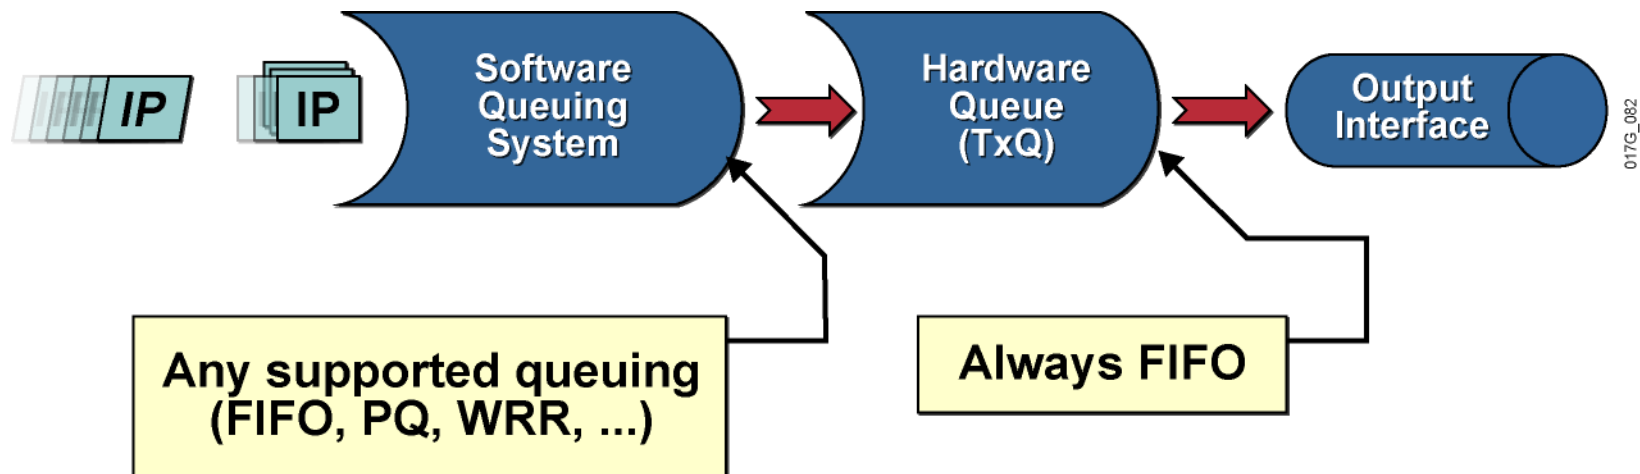 IP
IP
Software
Queuing
System
Hardware
Queue
(TxQ)
Output
Interface
017G_082
Any supported queuing
(FIFO, PQ, WRR, ...)
Always FIFO